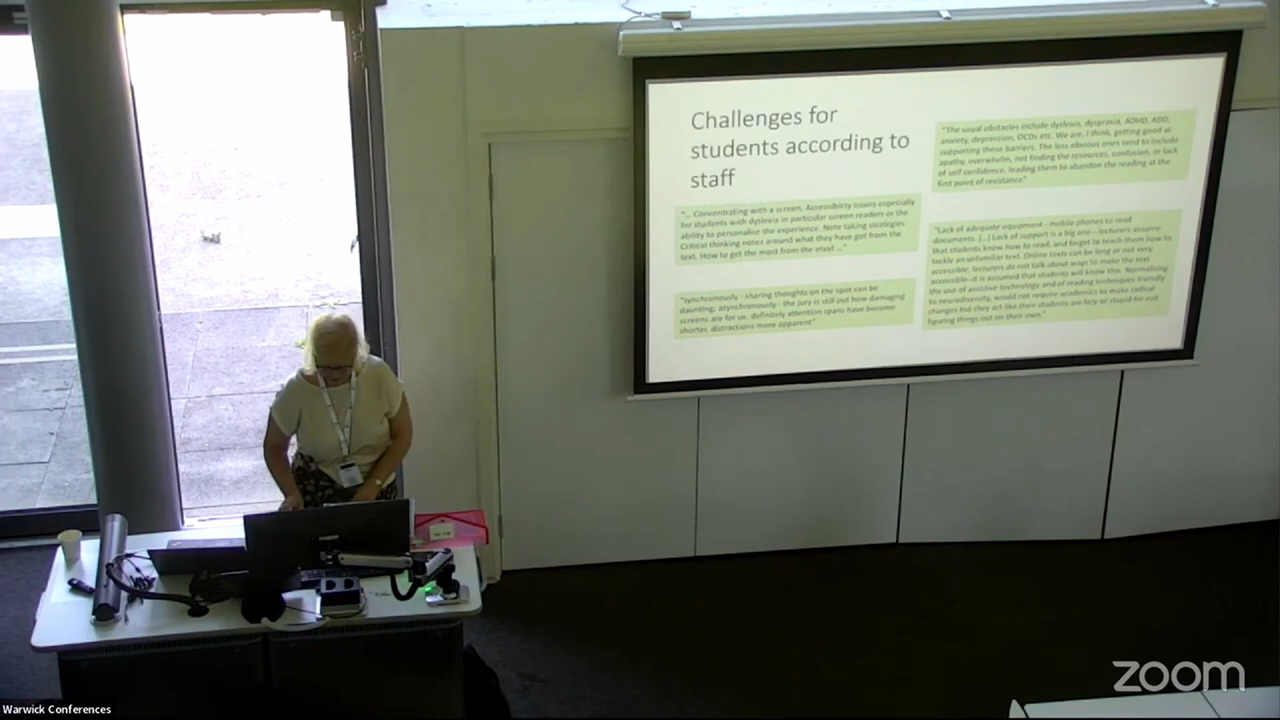 Challenges for
students according to
staff
"... Concentrating with a screen. Accessibility issues especially
for students with dyslexia in particular screen readers or the
ability to personalise the experience. Note taking strategies.
Critical thinking notes around what they have got from the
text. How to get the most from the etext ..."
"synchronously - sharing thoughts on the spot can be
daunting; asynchronously - the jury is still out how damaging
screens are for us; definitely attention spans have become
shorter, distractions more apparent"
"The usual obstacles include dyslexia, dyspraxia, ADHD, ADD,
anxiety, depression, OCDs etc. We are, I think, getting good at
supporting these barriers. The less obvious ones tend to include
apathy, overwhelm, not finding the resources, confusion, or lack
of self confidence, leading them to abandon the reading at the
first point of resistance"
"Lack of adequate equipment - mobile phones to read
documents. [...] Lack of support is a big one-- lecturers assume
that students know how to read, and forget to teach them how to
tackle an unfamiliar text. Online texts can be long or not very
accessible, lecturers do not talk about ways to make the text
accessible--it is assumed that students will know this. Normalising
the use of assistive technology and of reading techniques friendly
to neurodiversity, would not require academics to make radical
changes but they act like their students are lazy or stupid for not
figuring things out on their own."
zoom
Warwick Conferences